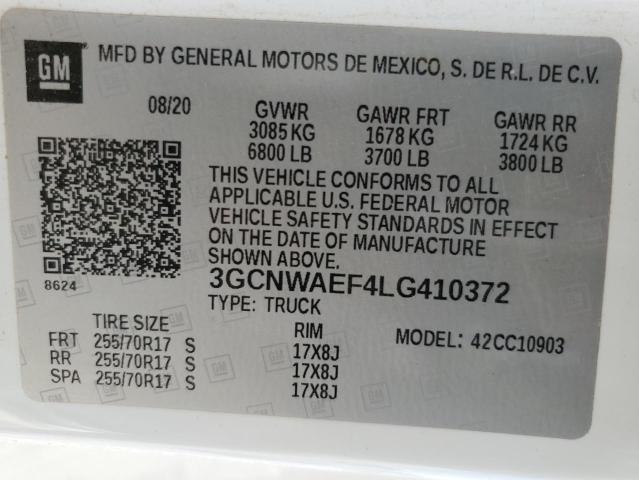 GM
MFD BY GENERAL MOTORS DE MEXICO, S. DE R.L. DE C.V.
08/20 GVWR GAWR FRT GAWR RR
3085 KG 1678 KG 1724 KG
6800 LB 3700 LB 3800 LB
THIS VEHICLE CONFORMS TO ALL
APPLICABLE U.S. FEDERAL MOTOR
VEHICLE SAFETY STANDARDS IN EFFECT
ON THE DATE OF MANUFACTURE
SHOWN ABOVE.
8624
3GCNWAEF4LG410372
TYPE: TRUCK
TIRE SIZE RIM MODEL: 42CC10903
FRT 255/70R17 S 17X8J
RR 255/70R17 S 17X8J
SPA 255/70R17 S 17X8J